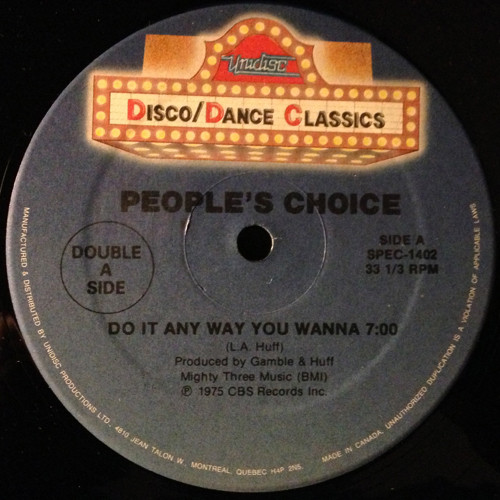 Unidisc
DISCO/DANCE CLASSICS
PEOPLE'S CHOICE
DOUBLE
A
SIDE
SIDE A
SPEC-1402
33 1/3 RPM
DO IT ANY WAY YOU WANNA 7:00
(L.A. Huff)
Produced by Gamble & Huff
Mighty Three Music (BMI)
℗ 1975 CBS Records Inc.
MANUFACTURED & DISTRIBUTED BY UNIDISC PRODUCTIONS LTD. 4810 JEAN TALON W., MONTREAL, QUEBEC H4P 2N5.
MADE IN CANADA. UNAUTHORIZED DUPLICATION IS A VIOLATION OF APPLICABLE LAWS.